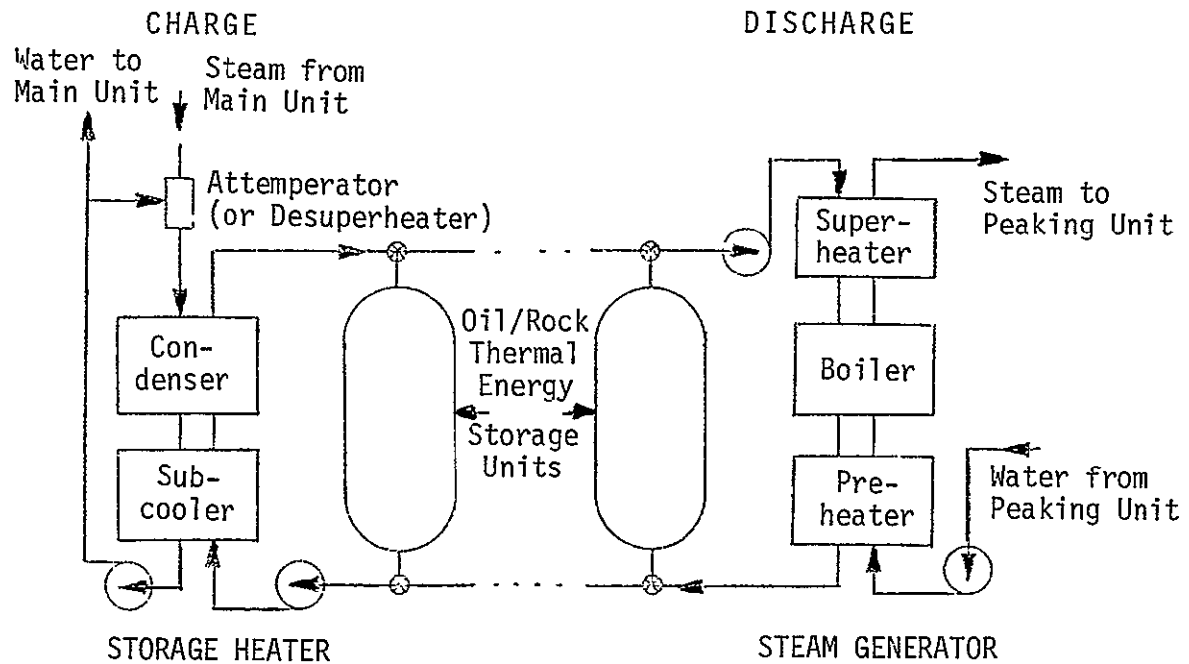 CHARGE
DISCHARGE
Water to
Main Unit
Steam from
Main Unit
Attemperator
(or Desuperheater)
Con-
denser
Sub-
cooler
Oil/Rock
Thermal
Energy
Storage
Units
Super-
heater
Boiler
Pre-
heater
Steam to
Peaking Unit
Water from
Peaking Unit
STORAGE HEATER
STEAM GENERATOR